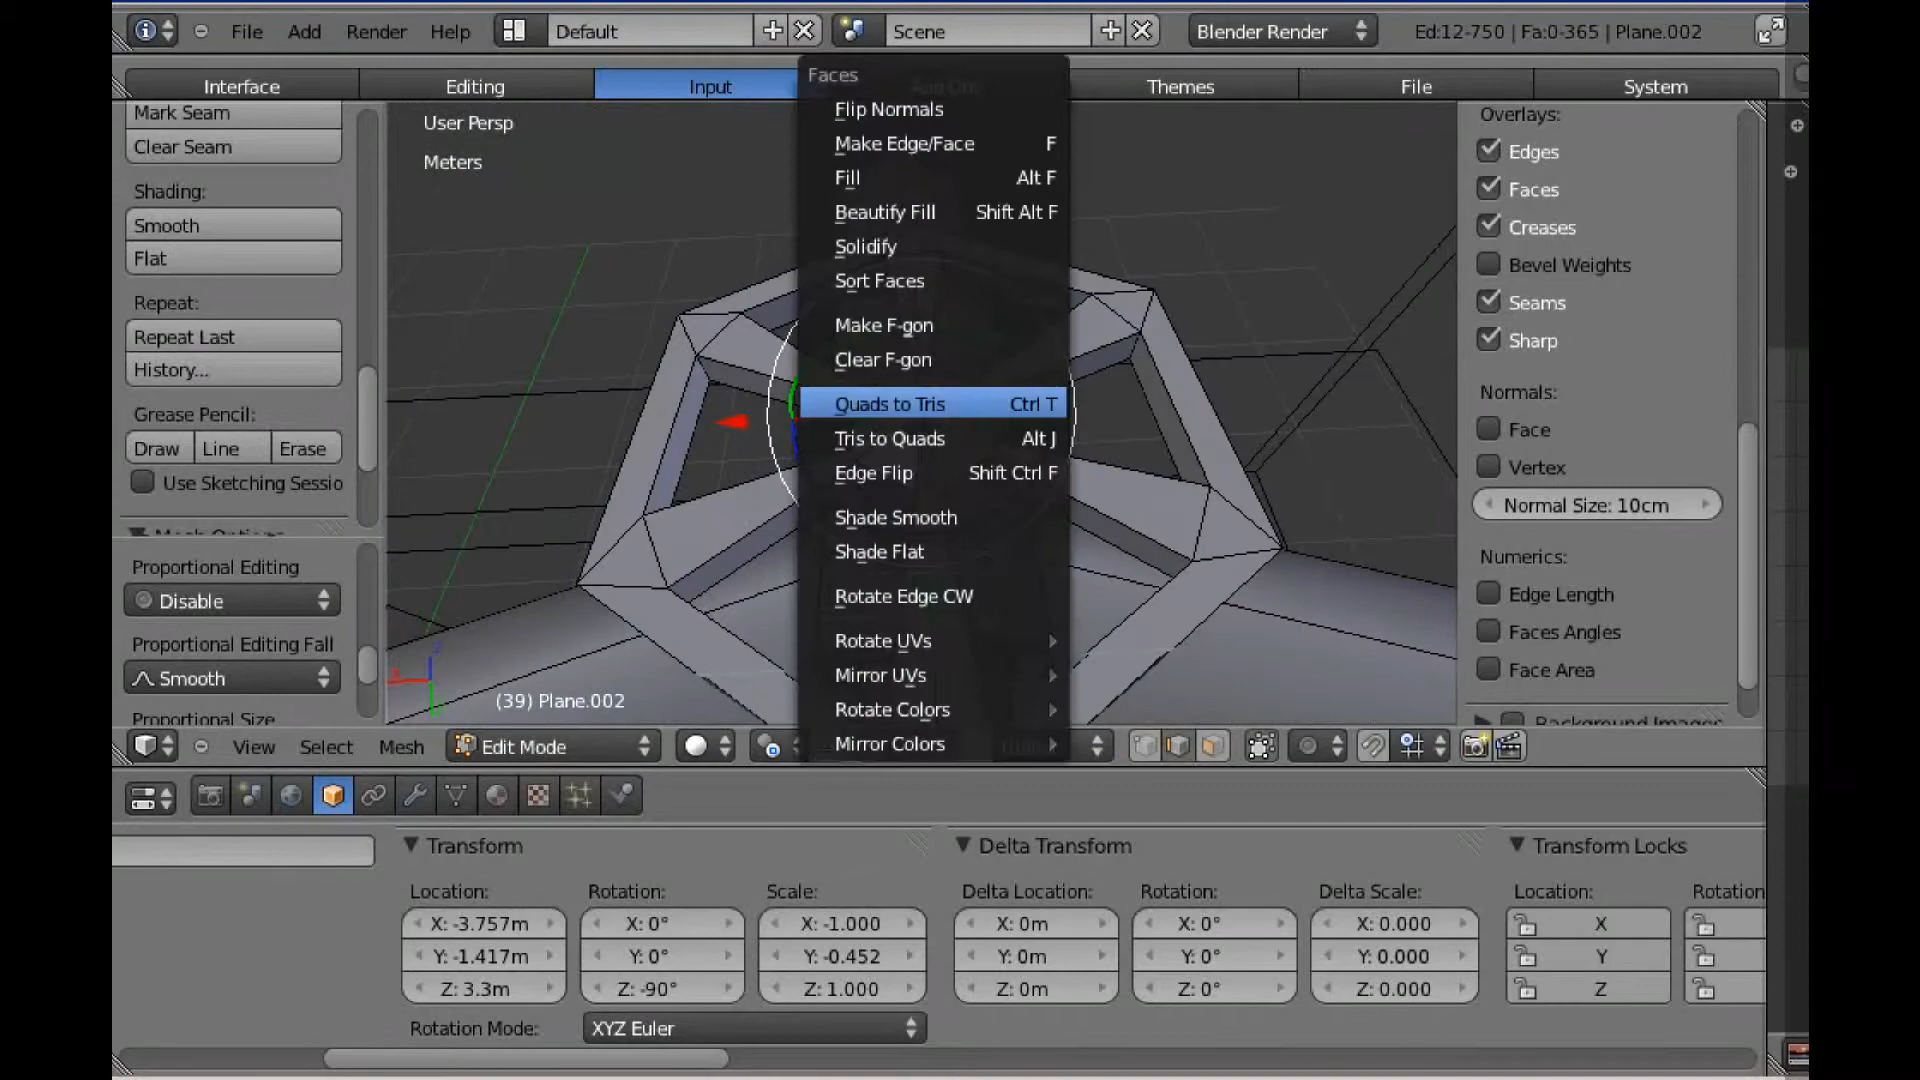 File Add Render Help Default Scene Blender Render Ed:12-750 | Fa:0-365 | Plane.002
Interface Editing Input Themes File System
Faces
Flip Normals
Make Edge/Face F
Fill Alt F
Beautify Fill Shift Alt F
Solidify
Sort Faces
Make F-gon
Clear F-gon
Quads to Tris Ctrl T
Tris to Quads Alt J
Edge Flip Shift Ctrl F
Shade Smooth
Shade Flat
Rotate Edge CW
Rotate UVs
Mirror UVs
Rotate Colors
Mirror Colors
Mark Seam
Clear Seam
Shading:
Smooth
Flat
Repeat:
Repeat Last
History...
Grease Pencil:
Draw Line Erase
Use Sketching Sessio
Mesh Options
Proportional Editing
Disable
Proportional Editing Fall
Smooth
Proportional Size
User Persp
Meters
(39) Plane.002
Overlays:
Edges
Faces
Creases
Bevel Weights
Seams
Sharp
Normals:
Face
Vertex
Normal Size: 10cm
Numerics:
Edge Length
Faces Angles
Face Area
Background Images
View Select Mesh Edit Mode
Transform
Location: Rotation: Scale:
X: -3.757m X: 0° X: -1.000
Y: -1.417m Y: 0° Y: -0.452
Z: 3.3m Z: -90° Z: 1.000
Rotation Mode: XYZ Euler
Delta Transform
Delta Location: Rotation: Delta Scale:
X: 0m X: 0° X: 0.000
Y: 0m Y: 0° Y: 0.000
Z: 0m Z: 0° Z: 0.000
Transform Locks
Location: Rotation
X
Y
Z